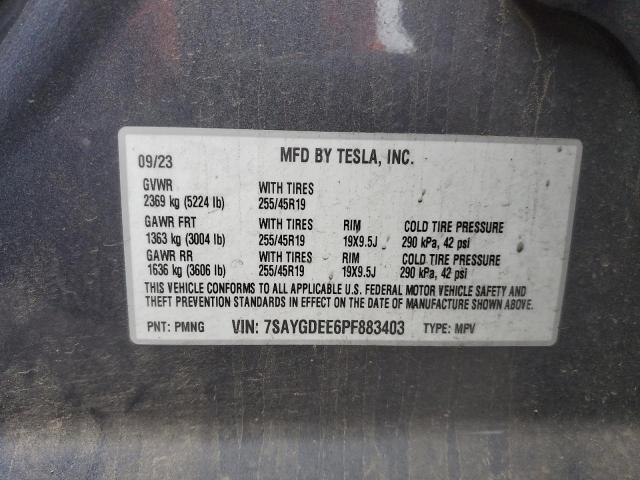 09/23 MFD BY TESLA, INC.
GVWR WITH TIRES
2369 kg (5224 lb) 255/45R19
GAWR FRT WITH TIRES RIM COLD TIRE PRESSURE
1363 kg (3004 lb) 255/45R19 19X9.5J 290 kPa, 42 psi
GAWR RR WITH TIRES RIM COLD TIRE PRESSURE
1636 kg (3606 lb) 255/45R19 19X9.5J 290 kPa, 42 psi
THIS VEHICLE CONFORMS TO ALL APPLICABLE U.S. FEDERAL MOTOR VEHICLE SAFETY AND
THEFT PREVENTION STANDARDS IN EFFECT ON THE DATE OF MANUFACTURE SHOWN ABOVE.
PNT: PMNG VIN: 7SAYGDEE6PF883403 TYPE: MPV